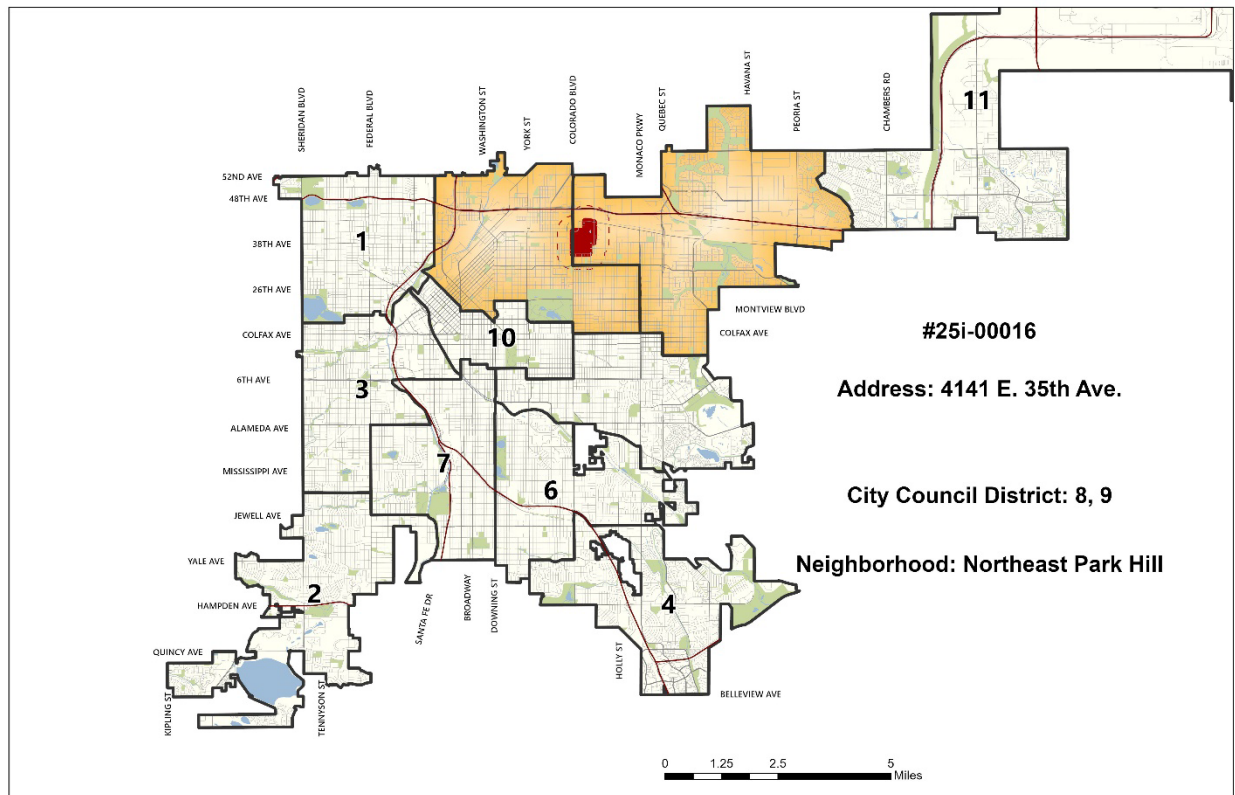 SHERIDAN BLVD
FEDERAL BLVD
WASHINGTON ST
YORK ST
COLORADO BLVD
MONACO PKWY
QUEBEC ST
HAVANA ST
PEORIA ST
CHAMBERS RD
11
52ND AVE
48TH AVE
1
38TH AVE
26TH AVE
MONTVIEW BLVD
COLFAX AVE
COLFAX AVE
10
#25i-00016
6TH AVE
3
Address: 4141 E. 35th Ave.
ALAMEDA AVE
7
MISSISSIPPI AVE
6
City Council District: 8, 9
JEWELL AVE
YALE AVE
Neighborhood: Northeast Park Hill
2
HAMPDEN AVE
4
SANTA FE DR
BROADWAY
DOWNING ST
QUINCY AVE
HOLLY ST
KIPLING ST
TENNYSON ST
BELLEVIEW AVE
0 1.25 2.5 5
Miles